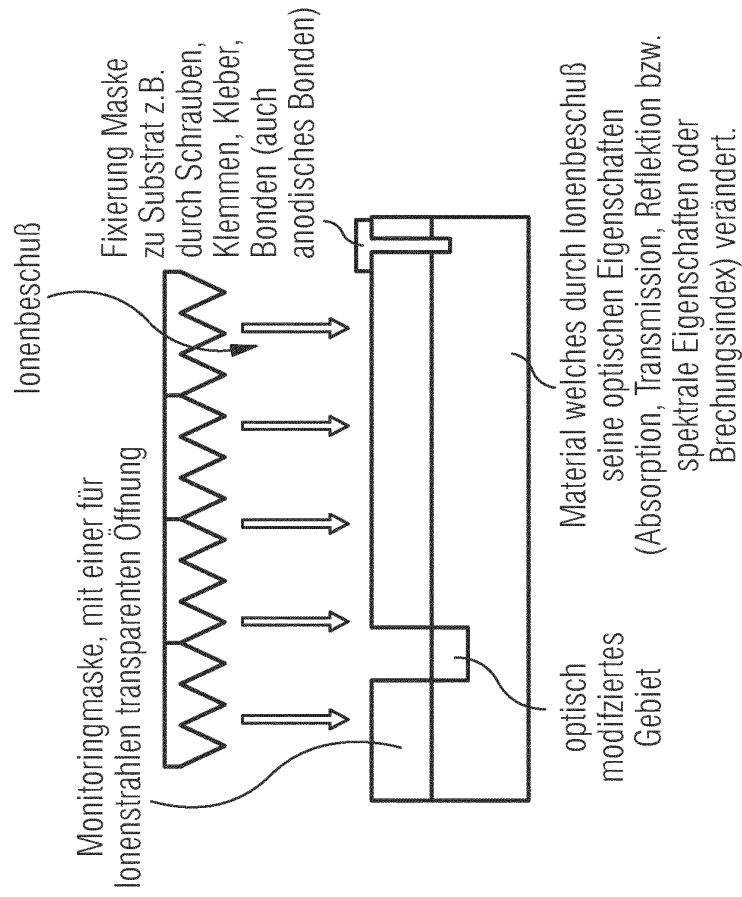 Ionenbeschuß
Fixierung Maske
zu Substrat z.B.
durch Schrauben,
Klemmen, Kleber,
Bonden (auch
anodisches Bonden)
Monitoringmaske, mit einer für
Ionenstrahlen transparenten Öffnung
Material welches durch Ionenbeschuß
seine optischen Eigenschaften
(Absorption, Transmission, Reflektion bzw.
spektrale Eigenschaften oder
Brechungsindex) verändert.
optisch
modifziertes
Gebiet